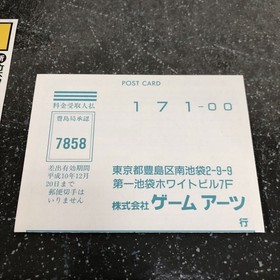 POST CARD
料金受取人払
豊島局承認
7858
差出有効期間
平成10年12月
20日まで
郵便切手は
いりません
171-00
東京都豊島区南池袋2-9-9
第一池袋ホワイトビル7F
株式会社 ゲームアーツ
行